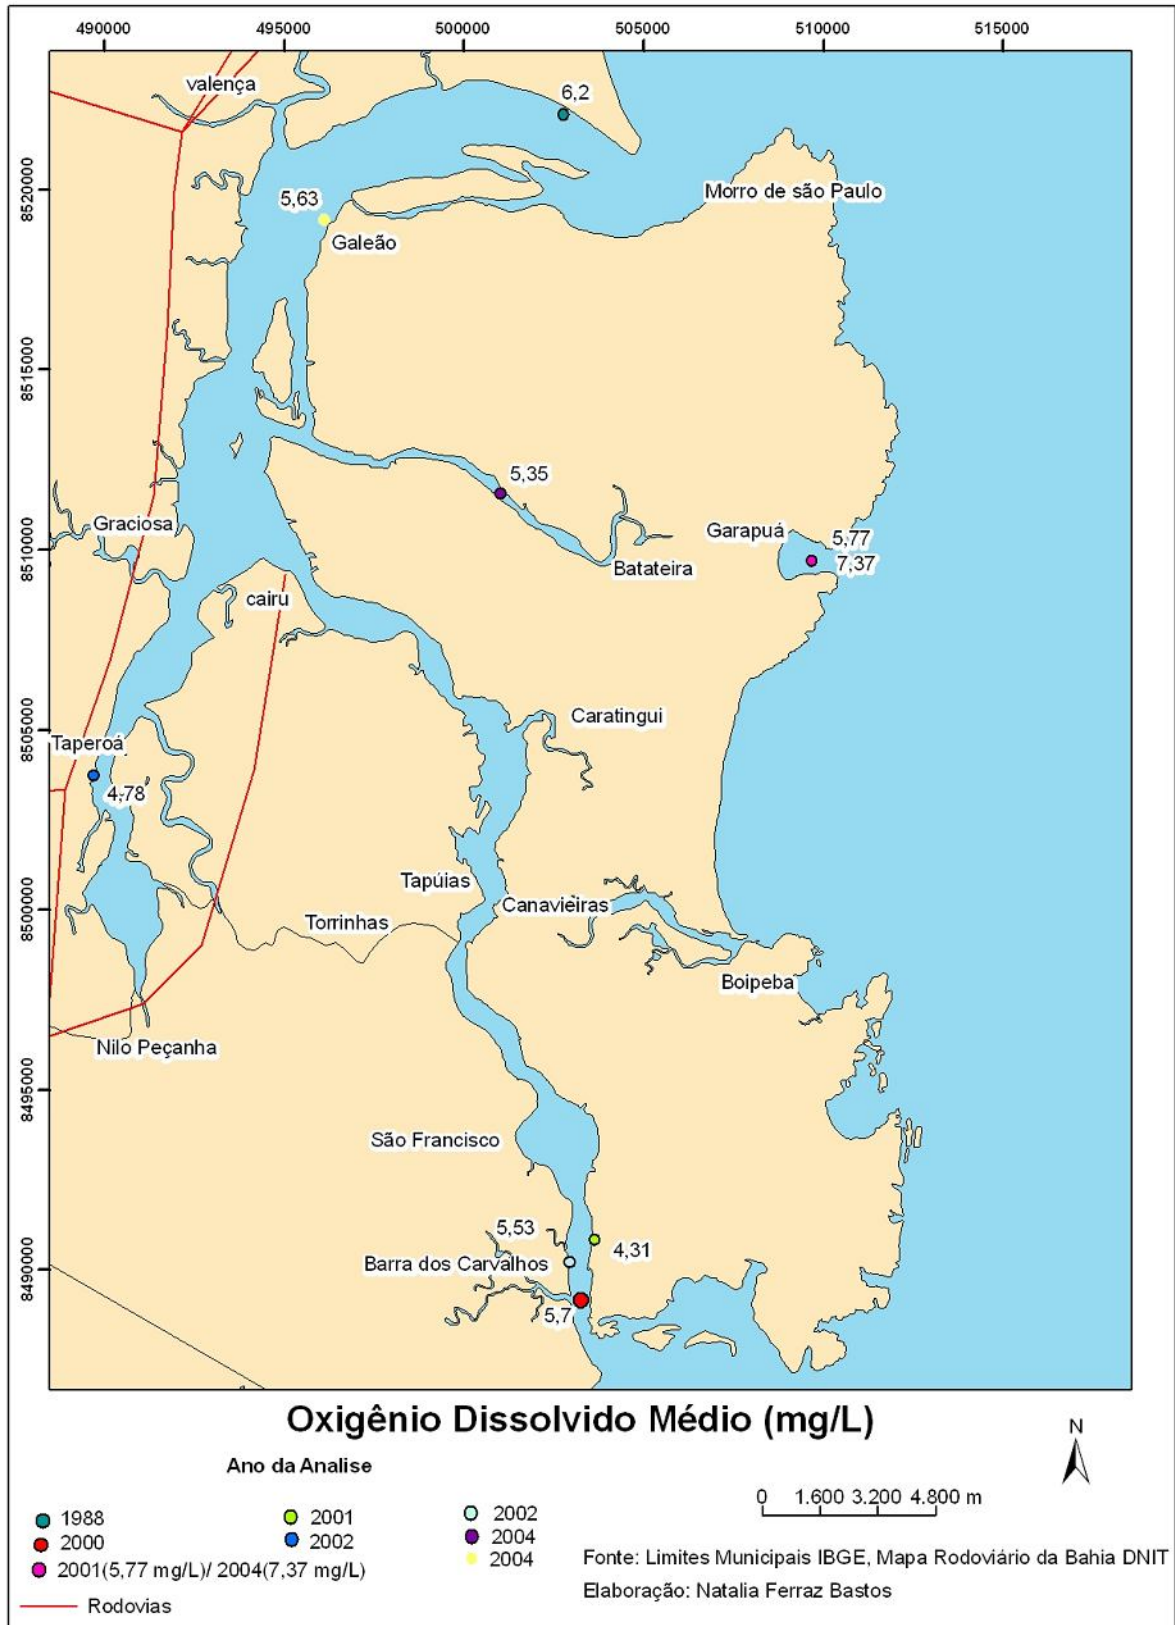 490000 495000 500000 505000 510000 515000
valença
6,2
8520000
Morro de são Paulo
5,63
Galeão
8515000
5,35
Graciosa
Garapuá
5,77
8510000
7,37
Batateira
cairu
Caratingui
8505000
Taperoá
4,78
Tapúias
Canavieiras
8500000
Torrinhas
Boipeba
Nilo Peçanha
8495000
São Francisco
5,53
4,31
Barra dos Carvalhos
8490000
5,7
Oxigênio Dissolvido Médio (mg/L)
N
Ano da Analise
0 1.600 3.200 4.800 m
1988 2001 2002
2000 2002 2004
2001(5,77 mg/L)/ 2004(7,37 mg/L) 2004
Rodovias
Fonte: Limites Municipais IBGE, Mapa Rodoviário da Bahia DNIT
Elaboração: Natalia Ferraz Bastos